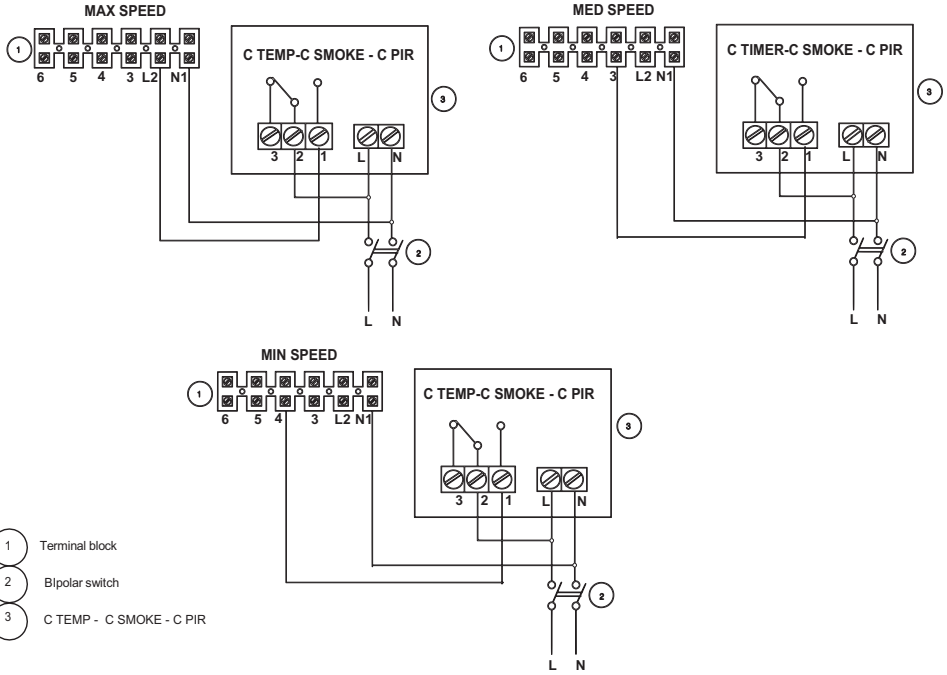 MAX SPEED
1
6 5 4 3 L2 N1
C TEMP-C SMOKE - C PIR
3
3 2 1 L N
2
L N
MED SPEED
1
6 5 4 3 L2 N1
C TIMER-C SMOKE - C PIR
3
3 2 1 L N
2
L N
MIN SPEED
1
6 5 4 3 L2 N1
C TEMP-C SMOKE - C PIR
3
3 2 1 L N
2
L N
1 Terminal block
2 BIpolar switch
3 C TEMP - C SMOKE - C PIR